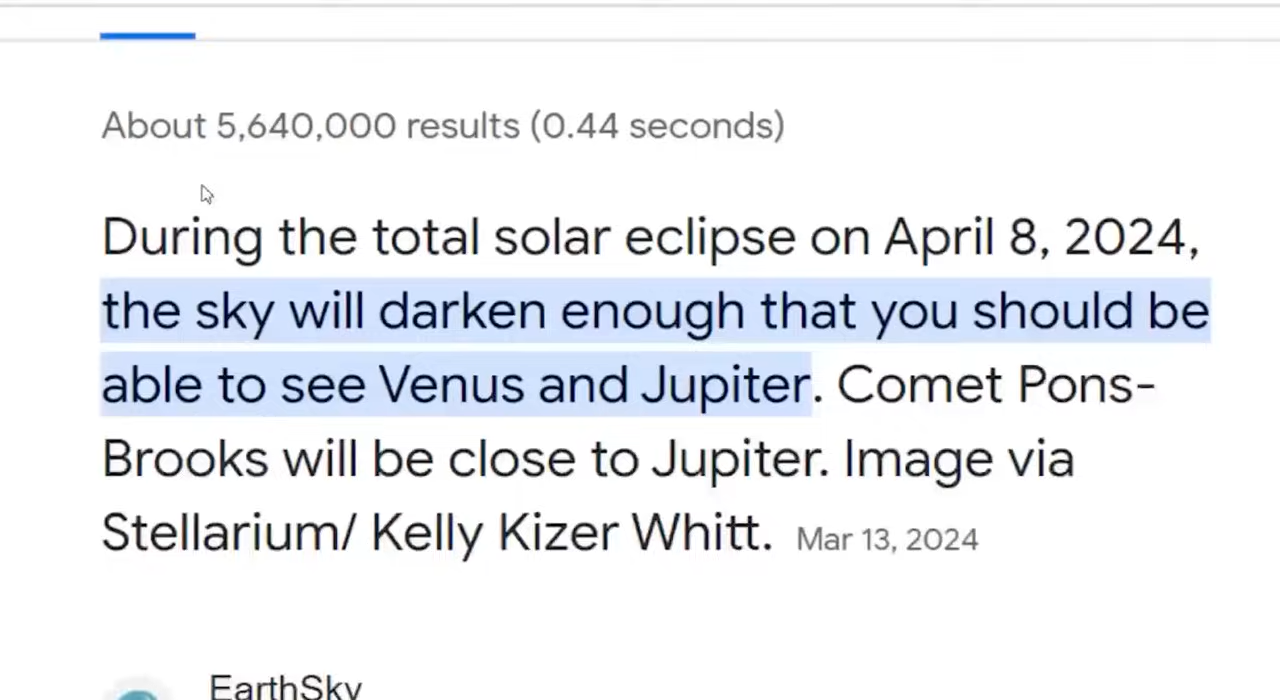 About 5,640,000 results (0.44 seconds)
During the total solar eclipse on April 8, 2024,
the sky will darken enough that you should be
able to see Venus and Jupiter. Comet Pons-
Brooks will be close to Jupiter. Image via
Stellarium/ Kelly Kizer Whitt. Mar 13, 2024
EarthSky